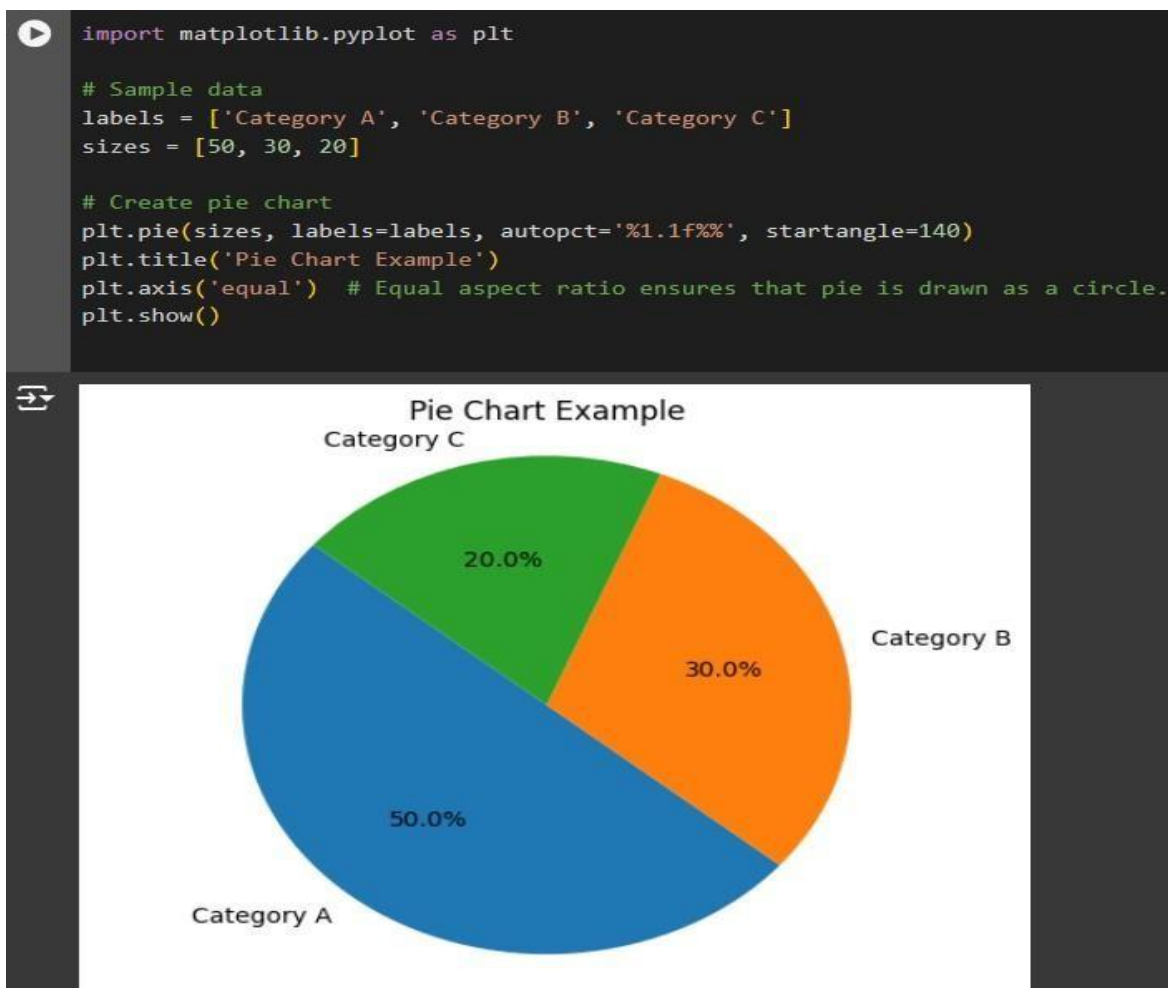 import matplotlib.pyplot as plt
# Sample data
labels = ['Category A', 'Category B', 'Category C']
sizes = [50, 30, 20]
# Create pie chart
plt.pie(sizes, labels=labels, autopct='%1.1f%%', startangle=140)
plt.title('Pie Chart Example')
plt.axis('equal')  # Equal aspect ratio ensures that pie is drawn as a circle.
plt.show()
Pie Chart Example
Category C
20.0%
Category B
30.0%
50.0%
Category A